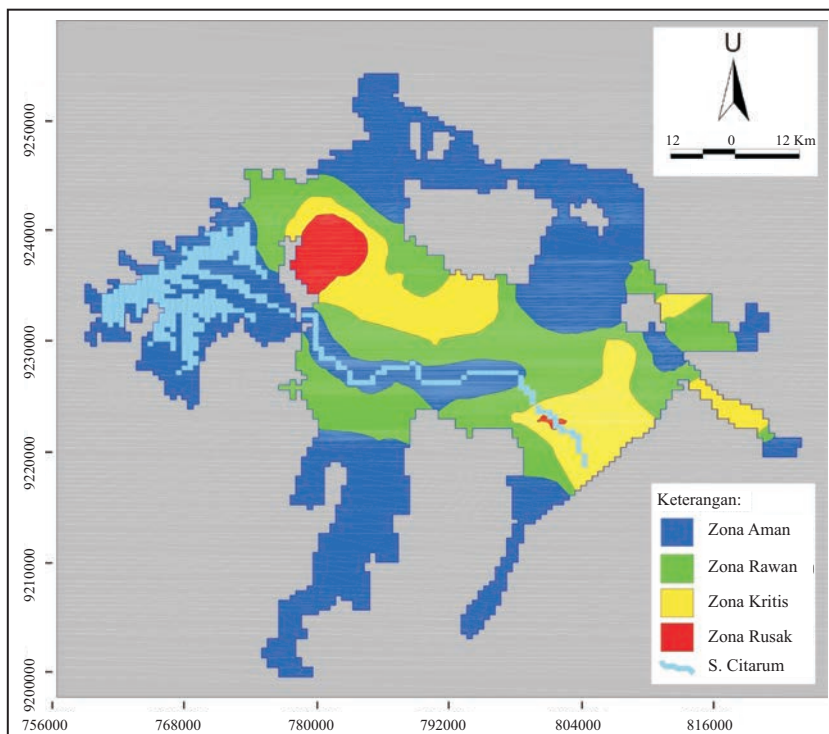 U
12 0 12 Km
9250000
9240000
9230000
9220000
9210000
9200000
756000 768000 780000 792000 804000 816000
Keterangan:
Zona Aman
Zona Rawan
Zona Kritis
Zona Rusak
S. Citarum